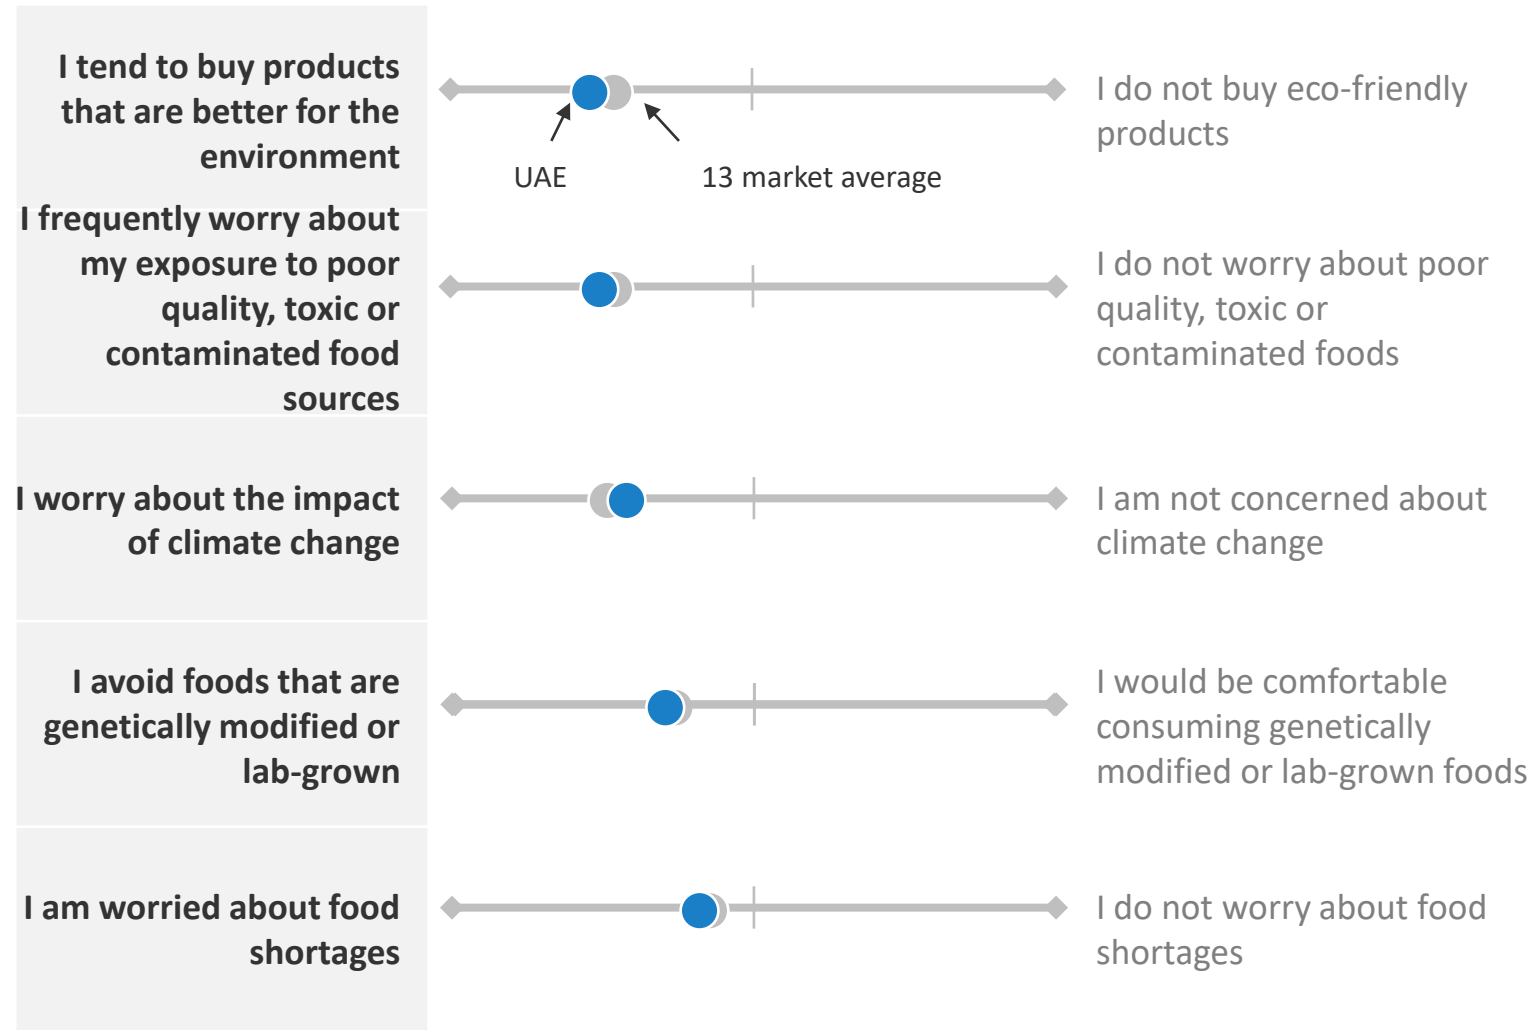 I tend to buy products
that are better for the
environment
I do not buy eco-friendly
products
UAE
13 market average
I frequently worry about
my exposure to poor
quality, toxic or
contaminated food
sources
I do not worry about poor
quality, toxic or
contaminated foods
I worry about the impact
of climate change
I am not concerned about
climate change
I avoid foods that are
genetically modified or
lab-grown
I would be comfortable
consuming genetically
modified or lab-grown foods
I am worried about food
shortages
I do not worry about food
shortages